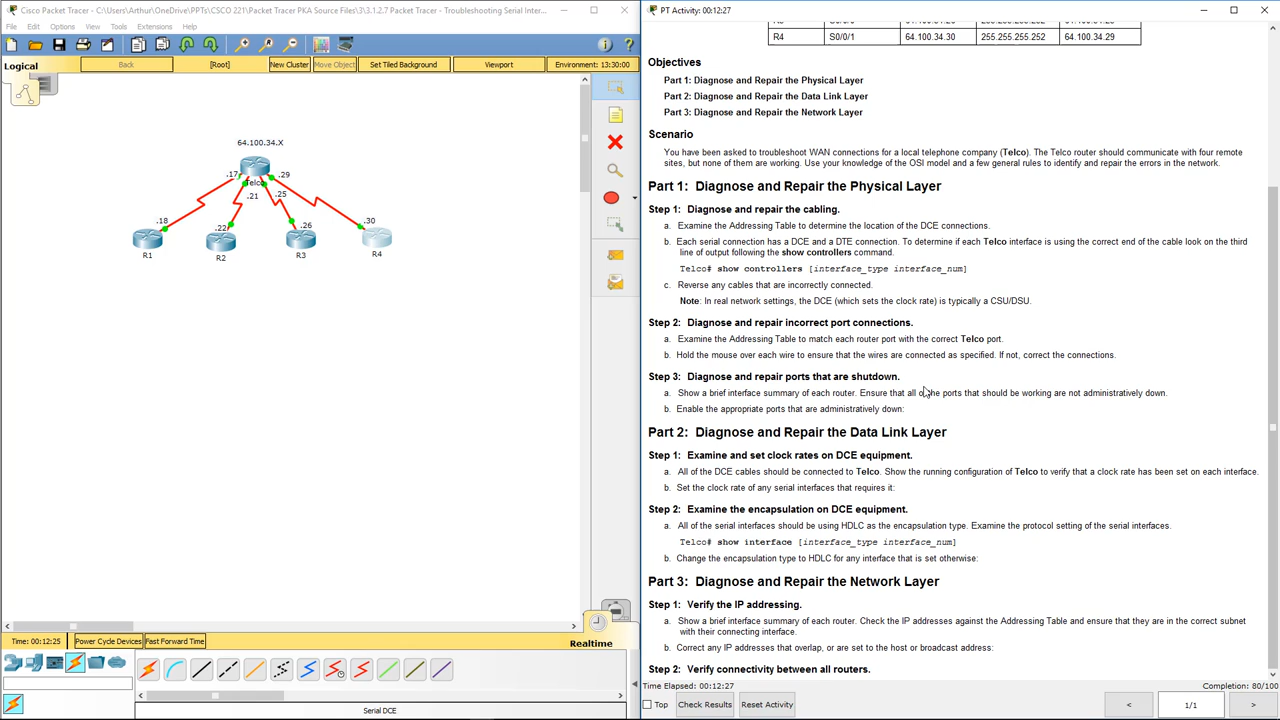 Cisco Packet Tracer - C:\Users\Arthur\OneDrive\PPTs\CSCO 221\Packet Tracer PKA Source Files\3\3.1.2.7 Packet Tracer - Troubleshooting Serial Inter...
File Edit Options View Tools Extensions Help
Logical Back [Root] New Cluster Move Object Set Tiled Background Viewport Environment: 13:30:00
64.100.34.X
.17 .29
Telco
.21 .25
.18 .22 .26 .30
R1 R2 R3 R4
Realtime
Time: 00:12:25 Power Cycle Devices Fast Forward Time
Serial DCE
PT Activity: 00:12:27
R4 S0/0/1 64.100.34.30 255.255.255.252 64.100.34.29
Objectives
Part 1: Diagnose and Repair the Physical Layer
Part 2: Diagnose and Repair the Data Link Layer
Part 3: Diagnose and Repair the Network Layer
Scenario
You have been asked to troubleshoot WAN connections for a local telephone company (Telco). The Telco router should communicate with four remote
sites, but none of them are working. Use your knowledge of the OSI model and a few general rules to identify and repair the errors in the network.
Part 1: Diagnose and Repair the Physical Layer
Step 1: Diagnose and repair the cabling.
a. Examine the Addressing Table to determine the location of the DCE connections.
b. Each serial connection has a DCE and a DTE connection. To determine if each Telco interface is using the correct end of the cable look on the third
line of output following the show controllers command.
Telco# show controllers [interface_type interface_num]
c. Reverse any cables that are incorrectly connected.
Note: In real network settings, the DCE (which sets the clock rate) is typically a CSU/DSU.
Step 2: Diagnose and repair incorrect port connections.
a. Examine the Addressing Table to match each router port with the correct Telco port.
b. Hold the mouse over each wire to ensure that the wires are connected as specified. If not, correct the connections.
Step 3: Diagnose and repair ports that are shutdown.
a. Show a brief interface summary of each router. Ensure that all of the ports that should be working are not administratively down.
b. Enable the appropriate ports that are administratively down:
Part 2: Diagnose and Repair the Data Link Layer
Step 1: Examine and set clock rates on DCE equipment.
a. All of the DCE cables should be connected to Telco. Show the running configuration of Telco to verify that a clock rate has been set on each interface.
b. Set the clock rate of any serial interfaces that requires it:
Step 2: Examine the encapsulation on DCE equipment.
a. All of the serial interfaces should be using HDLC as the encapsulation type. Examine the protocol setting of the serial interfaces.
Telco# show interface [interface_type interface_num]
b. Change the encapsulation type to HDLC for any interface that is set otherwise:
Part 3: Diagnose and Repair the Network Layer
Step 1: Verify the IP addressing.
a. Show a brief interface summary of each router. Check the IP addresses against the Addressing Table and ensure that they are in the correct subnet
with their connecting interface.
b. Correct any IP addresses that overlap, or are set to the host or broadcast address:
Step 2: Verify connectivity between all routers.
Time Elapsed: 00:12:27 Completion: 80/100
Top Check Results Reset Activity < 1/1 >